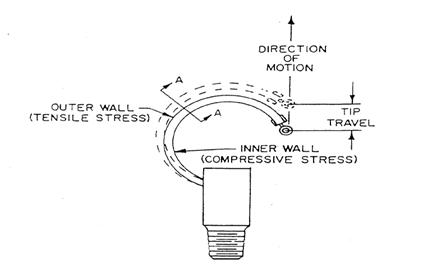 DIRECTION
OF
MOTION
A
OUTER WALL
(TENSILE STRESS)
A
TIP
TRAVEL
INNER WALL
(COMPRESSIVE STRESS)